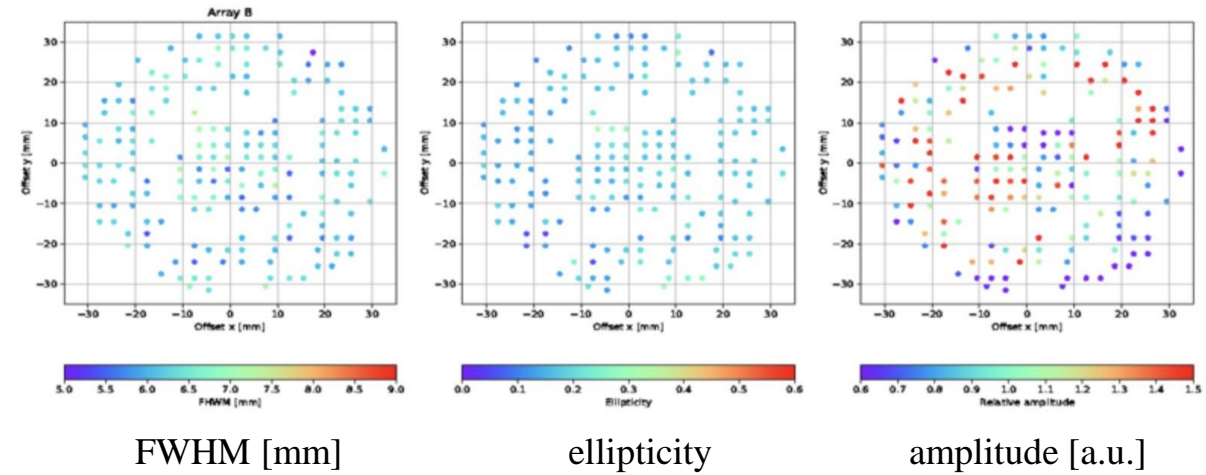 Array B
30
20
10
0
−10
−20
−30
Offset y [mm]
−30 −20 −10 0 10 20 30
Offset x [mm]
5.0 5.5 6.0 6.5 7.0 7.5 8.0 8.5 9.0
FHWM [mm]
FWHM [mm]
30
20
10
0
−10
−20
−30
Offset y [mm]
−30 −20 −10 0 10 20 30
Offset x [mm]
0.0 0.1 0.2 0.3 0.4 0.5 0.6
Ellipticity
ellipticity
30
20
10
0
−10
−20
−30
Offset y [mm]
−30 −20 −10 0 10 20 30
Offset x [mm]
0.6 0.7 0.8 0.9 1.0 1.1 1.2 1.3 1.4 1.5
Relative amplitude
amplitude [a.u.]